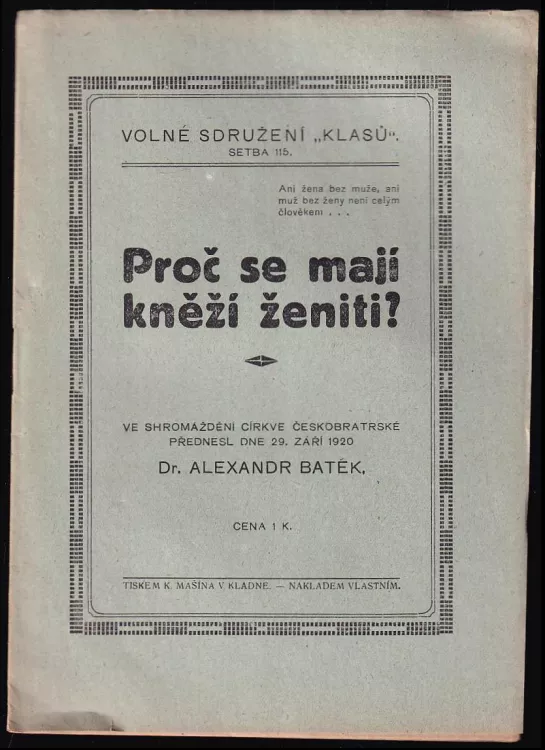 VOLNÉ SDRUŽENÍ „KLASŮ“.
SETBA 115.
Ani žena bez muže, ani
muž bez ženy není celým
člověkem . . .
Proč se mají
kněží ženiti?
VE SHROMÁŽDĚNÍ CÍRKVE ČESKOBRATRSKÉ
PŘEDNESL DNE 29. ZÁŘÍ 1920
Dr. ALEXANDR BATĚK.
CENA 1 K.
TISKEM K. MAŠÍNA V KLADNĚ. — NÁKLADEM VLASTNÍM.